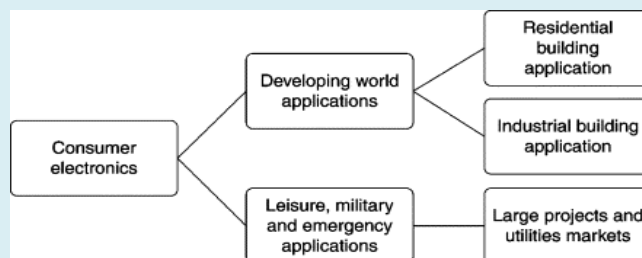 Consumer
electronics
Developing world
applications
Leisure, military
and emergency
applications
Residential
building
application
Industrial building
application
Large projects and
utilities markets